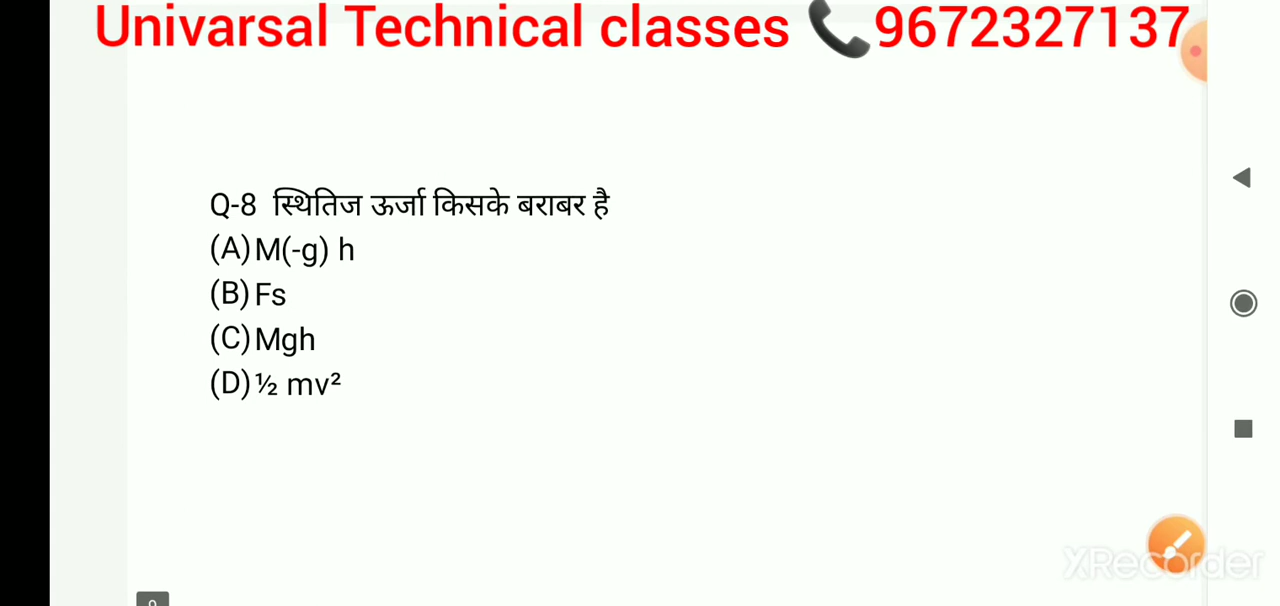 Univarsal Technical classes 📞9672327137
Q-8 स्थितिज ऊर्जा किसके बराबर है
(A) M(-g) h
(B) Fs
(C) Mgh
(D) ½ mv²
XRecorder